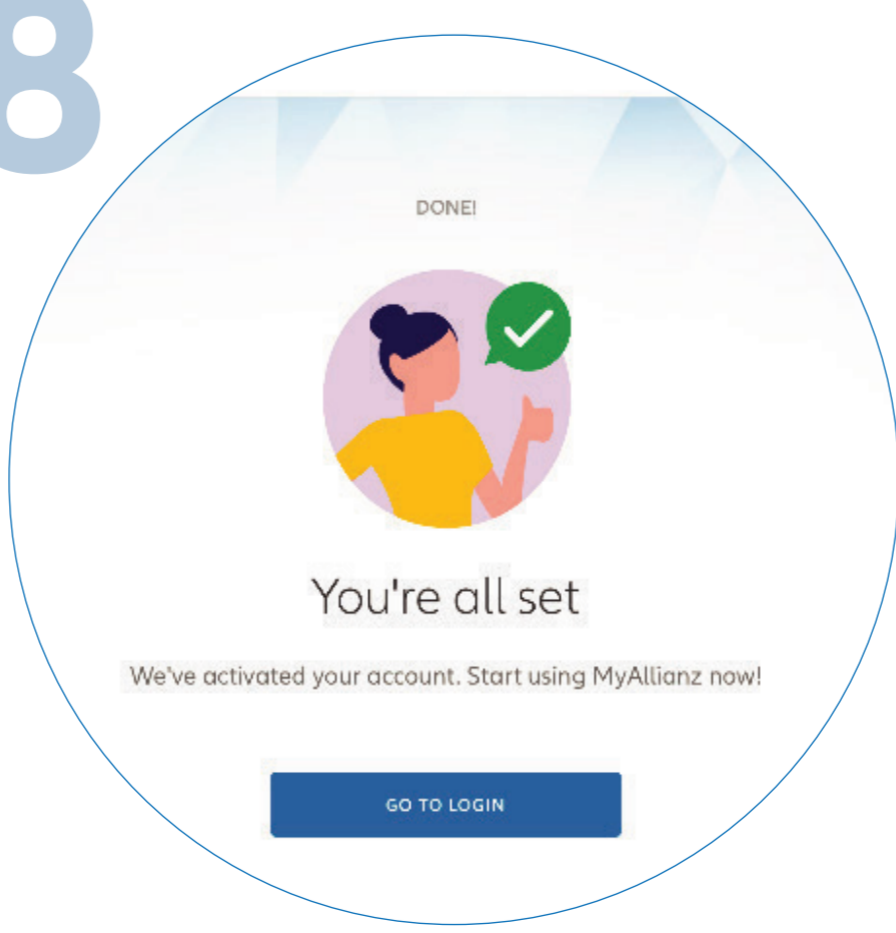 8
DONE!
You're all set
We've activated your account. Start using MyAllianz now!
GO TO LOGIN